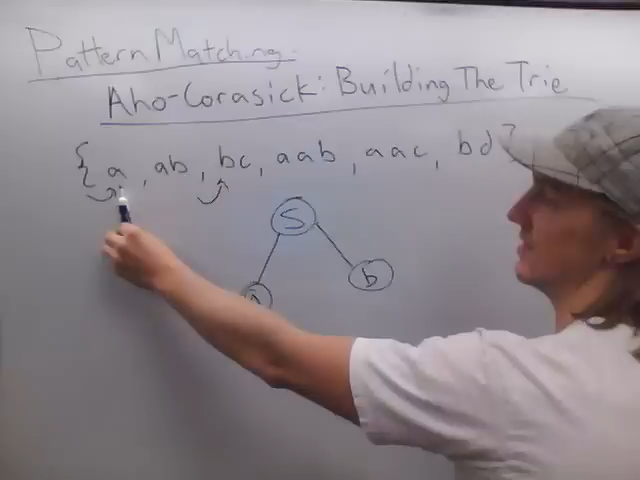 Pattern Matching:
Aho-Corasick: Building The Trie
{ a, ab, bc, aab, aac, bd }
S
b
a